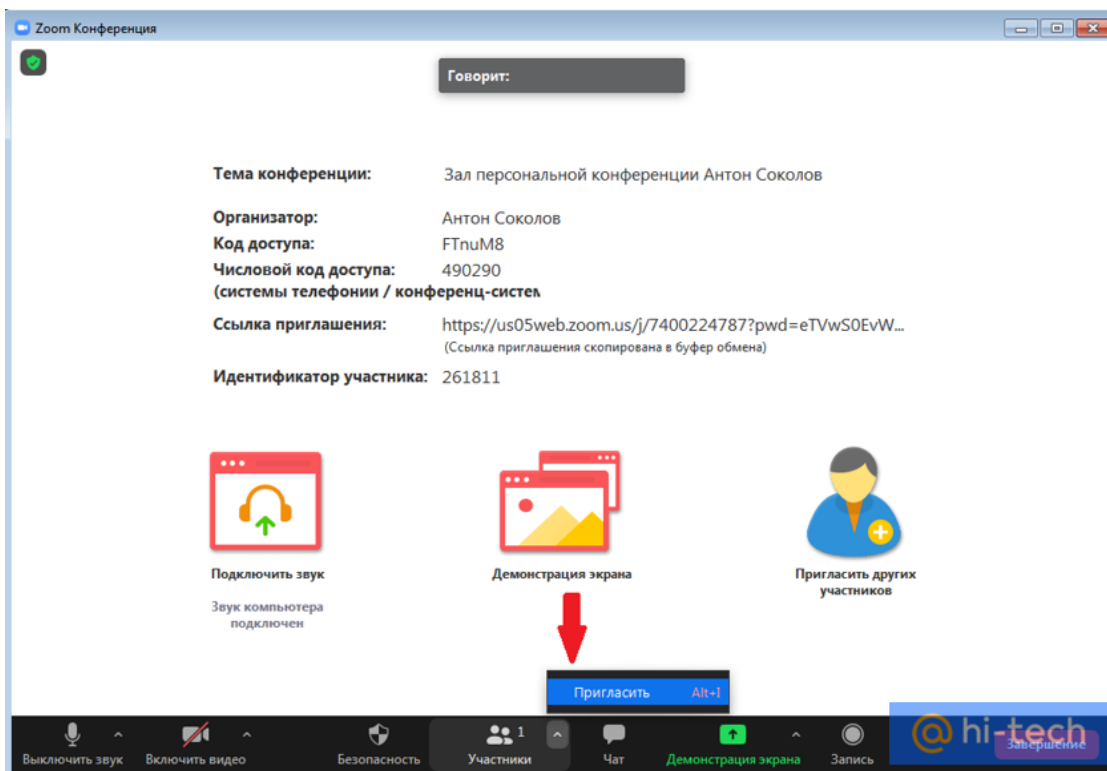 Zoom Конференция
Говорит:
Тема конференции: Зал персональной конференции Антон Соколов
Организатор: Антон Соколов
Код доступа: FTnuM8
Числовой код доступа: 490290
(системы телефонии / конференц-систем
Ссылка приглашения: https://us05web.zoom.us/j/7400224787?pwd=eTVwS0EvW...
(Ссылка приглашения скопирована в буфер обмена)
Идентификатор участника: 261811
Подключить звук Демонстрация экрана Пригласить других
участников
Звук компьютера
подключен
Пригласить Alt+I
1
Выключить звук Включить видео Безопасность Участники Чат Демонстрация экрана Запись Завершение
@hi-tech